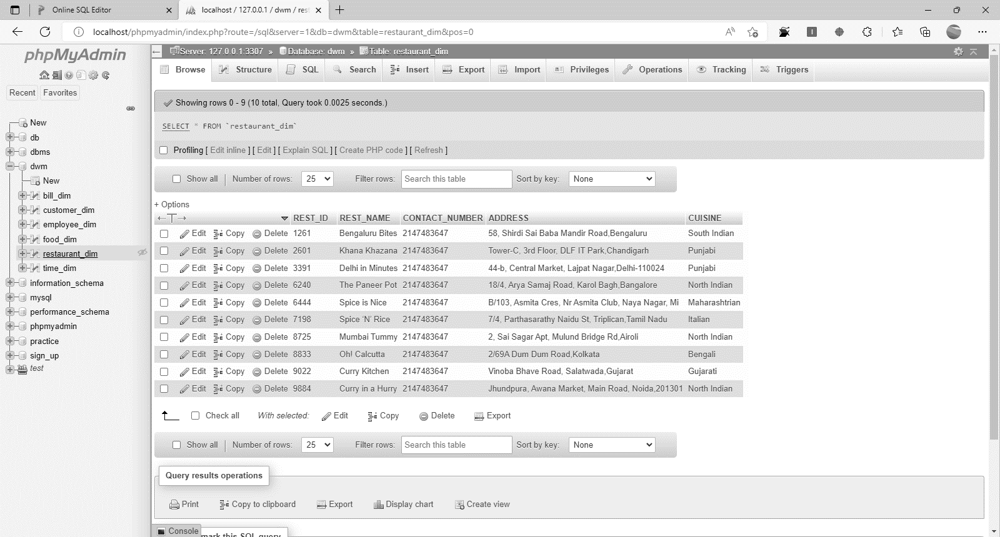 Online SQL Editor
localhost / 127.0.0.1 / dwm / rest
localhost/phpmyadmin/index.php?route=/sql&server=1&db=dwm&table=restaurant_dim&pos=0
phpMyAdmin
Recent Favorites
New
db
dbms
dwm
New
bill_dim
customer_dim
employee_dim
food_dim
restaurant_dim
time_dim
information_schema
mysql
performance_schema
phpmyadmin
practice
sign_up
test
Server: 127.0.0.1:3307 » Database: dwm » Table: restaurant_dim
Browse Structure SQL Search Insert Export Import Privileges Operations Tracking Triggers
Showing rows 0 - 9 (10 total, Query took 0.0025 seconds.)
SELECT * FROM `restaurant_dim`
Profiling [ Edit inline ] [ Edit ] [ Explain SQL ] [ Create PHP code ] [ Refresh ]
Show all Number of rows: 25 Filter rows: Search this table Sort by key: None
+ Options
REST_ID REST_NAME CONTACT_NUMBER ADDRESS CUISINE
Edit Copy Delete 1261 Bengaluru Bites 2147483647 58, Shirdi Sai Baba Mandir Road,Bengaluru South Indian
Edit Copy Delete 2601 Khana Khazana 2147483647 Tower-C, 3rd Floor, DLF IT Park,Chandigarh Punjabi
Edit Copy Delete 3391 Delhi in Minutes 2147483647 44-b, Central Market, Lajpat Nagar,Delhi-110024 Punjabi
Edit Copy Delete 6240 The Paneer Pot 2147483647 18/4, Arya Samaj Road, Karol Bagh,Bangalore North Indian
Edit Copy Delete 6444 Spice is Nice 2147483647 B/103, Asmita Cres, Nr Asmita Club, Naya Nagar, Mi Maharashtrian
Edit Copy Delete 7198 Spice ‘N’ Rice 2147483647 7/4, Parthasarathy Naidu St, Triplican,Tamil Nadu Italian
Edit Copy Delete 8725 Mumbai Tummy 2147483647 2, Sai Sagar Apt, Mulund Bridge Rd,Airoli North Indian
Edit Copy Delete 8833 Oh! Calcutta 2147483647 2/69A Dum Dum Road,Kolkata Bengali
Edit Copy Delete 9022 Curry Kitchen 2147483647 Vinoba Bhave Road, Salatwada,Gujarat Gujarati
Edit Copy Delete 9884 Curry in a Hurry 2147483647 Jhundpura, Awana Market, Main Road, Noida,201301 North Indian
Check all With selected: Edit Copy Delete Export
Show all Number of rows: 25 Filter rows: Search this table Sort by key: None
Query results operations
Print Copy to clipboard Export Display chart Create view
Console
mark this SQL query